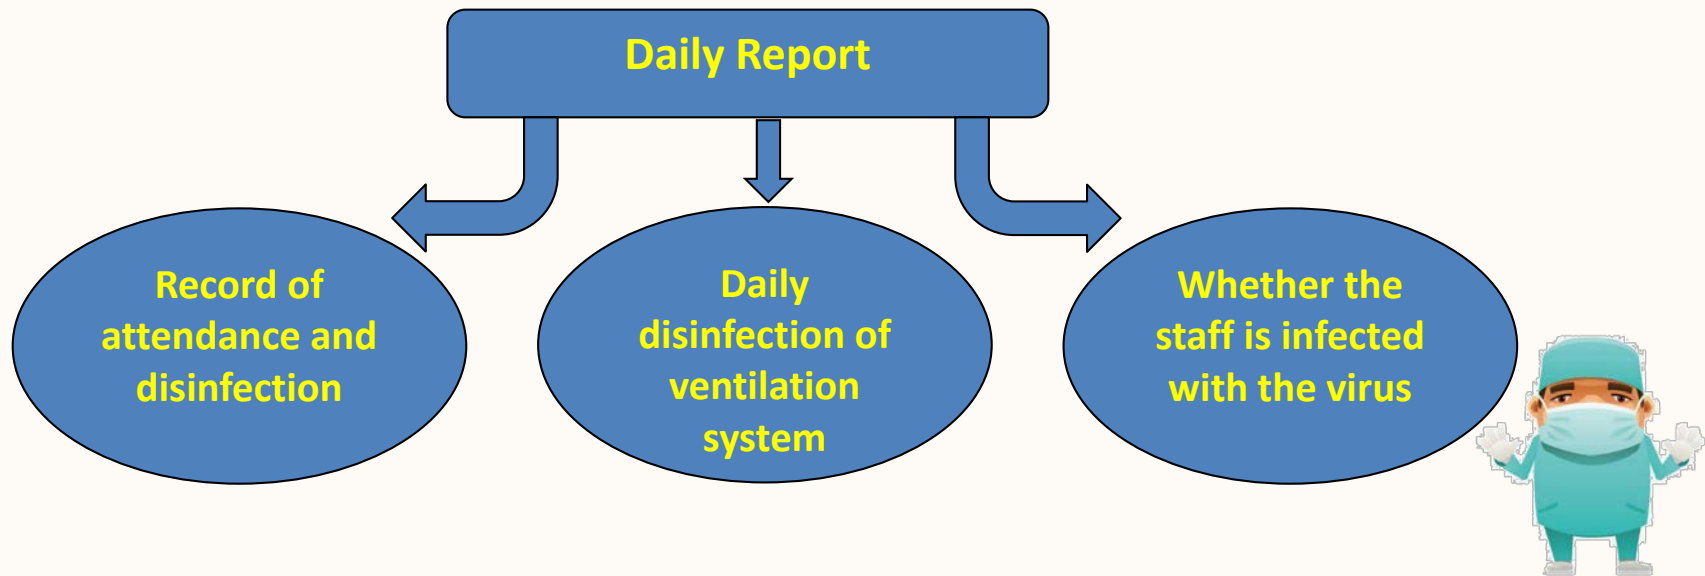 Daily Report
Record of
attendance and
disinfection
Daily
disinfection of
ventilation
system
Whether the
staff is infected
with the virus